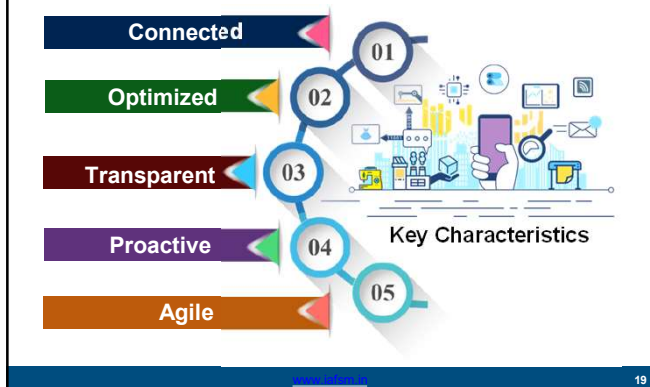 Connected
01
Optimized
02
Transparent
03
Proactive
04
Key Characteristics
05
Agile
www.iafsm.in
19